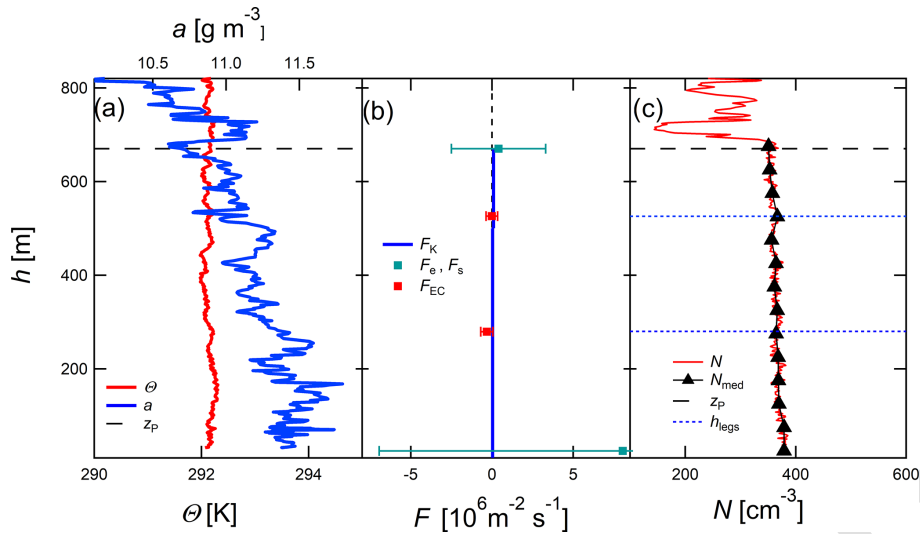 a [g m⁻³]
10.5 11.0 11.5
(a) (b) (c)
800
600
400
200
h [m]
Θ
a
z_P
F_K
F_e , F_s
F_EC
N
N_med
z_P
h_legs
290 292 294
-5 0 5
200 400 600
Θ [K]
F [10⁶m⁻² s⁻¹]
N [cm⁻³]